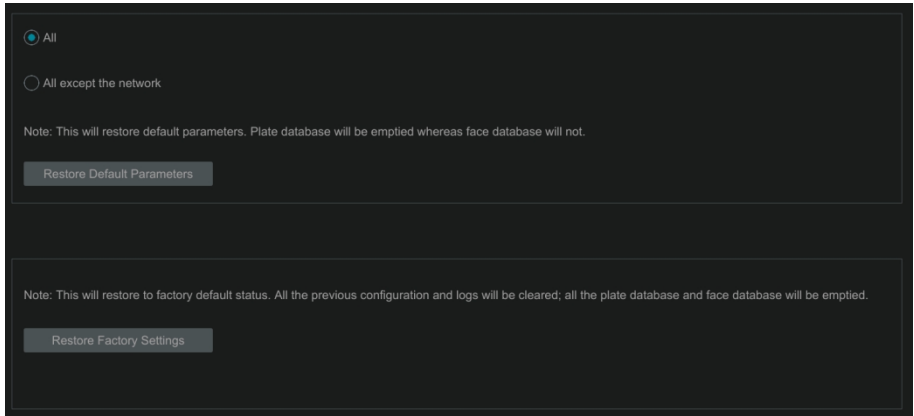 All
All except the network
Note: This will restore default parameters. Plate database will be emptied whereas face database will not.
Restore Default Parameters
Note: This will restore to factory default status. All the previous configuration and logs will be cleared; all the plate database and face database will be emptied.
Restore Factory Settings